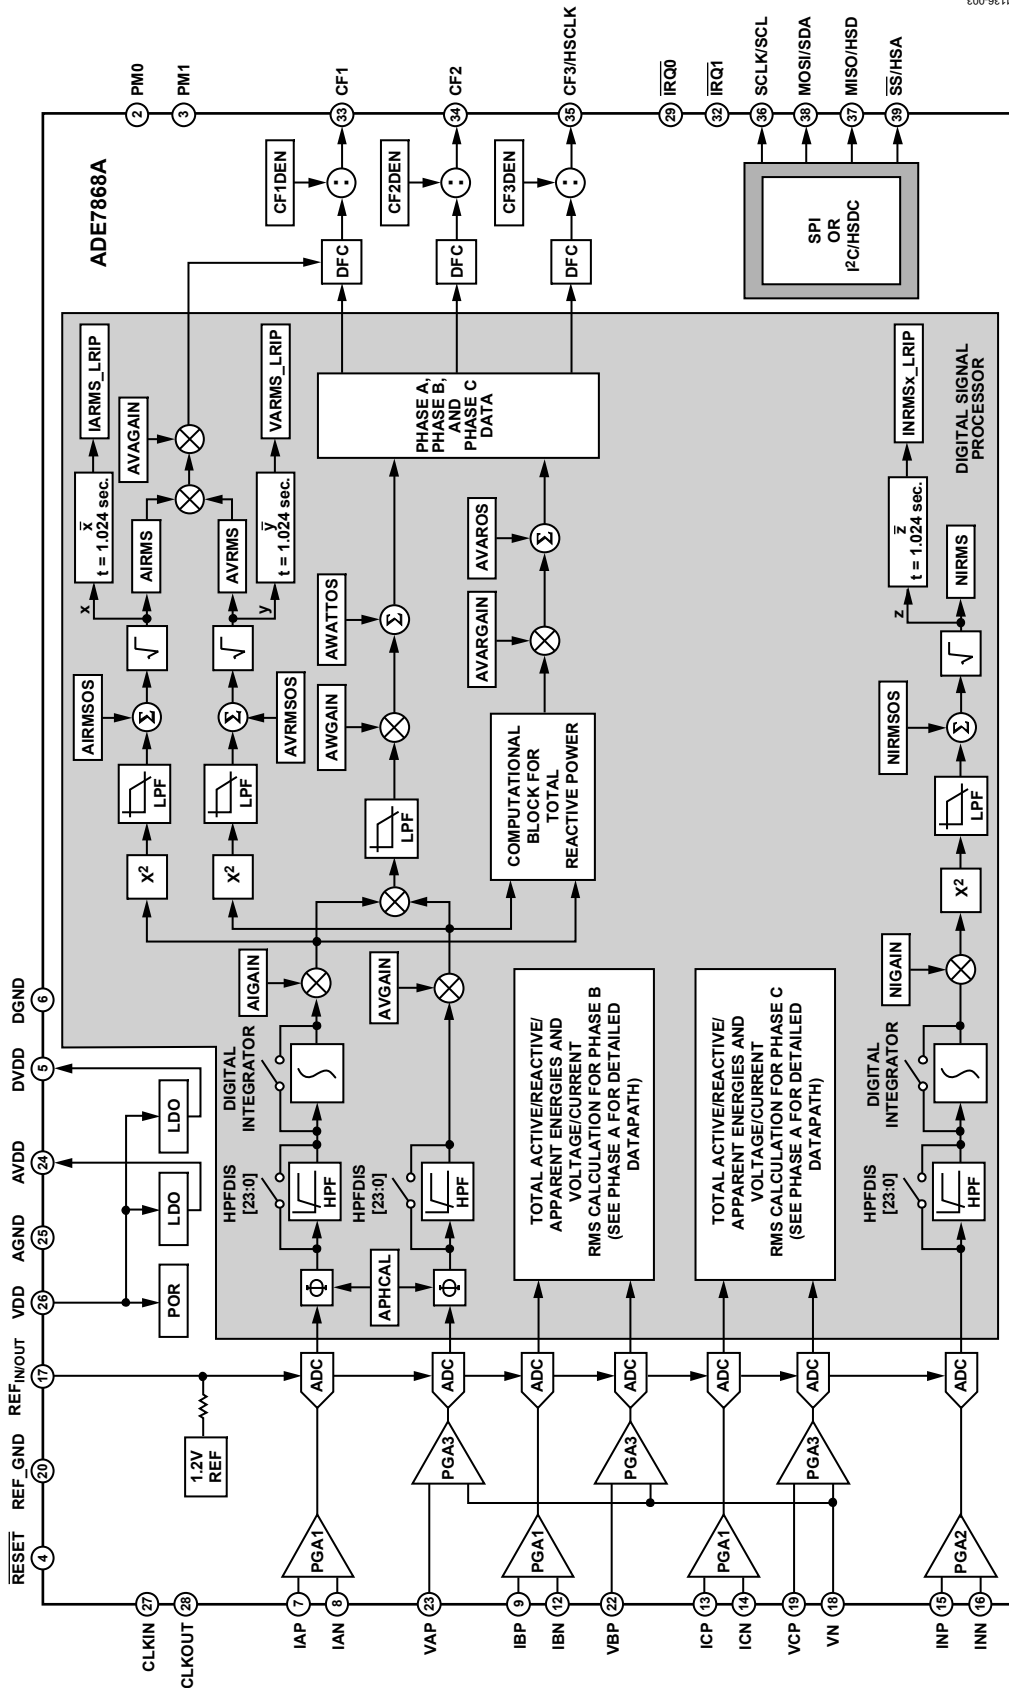 RESET
4
REF_GND
20
REFIN/OUT
17
VDD
26
AGND
25
AVDD
24
DVDD
5
DGND
6
ADE7868A
CLKIN
27
CLKOUT
28
1.2V
REF
POR
LDO
LDO
IAP
7
IAN
8
PGA1
ADC
Φ
APHCAL
HPFDIS
[23:0]
HPF
DIGITAL
INTEGRATOR
AIGAIN
X²
LPF
AIRMSOS
Σ
√
x
AIRMS
x̄
t = 1.024 sec.
IARMS_LRIP
AVAGAIN
VAP
23
PGA3
ADC
Φ
HPFDIS
[23:0]
HPF
AVGAIN
X²
LPF
AVRMSOS
Σ
√
y
AVRMS
ȳ
t = 1.024 sec.
VARMS_LRIP
LPF
AWGAIN
AWATTOS
Σ
COMPUTATIONAL
BLOCK FOR
TOTAL
REACTIVE POWER
AVARGAIN
AVAROS
Σ
PHASE A,
PHASE B,
AND
PHASE C
DATA
IBP
9
IBN
12
PGA1
ADC
VBP
22
PGA3
ADC
TOTAL ACTIVE/REACTIVE/
APPARENT ENERGIES AND
VOLTAGE/CURRENT
RMS CALCULATION FOR PHASE B
(SEE PHASE A FOR DETAILED
DATAPATH)
ICP
13
ICN
14
PGA1
ADC
VCP
19
VN
18
PGA3
ADC
TOTAL ACTIVE/REACTIVE/
APPARENT ENERGIES AND
VOLTAGE/CURRENT
RMS CALCULATION FOR PHASE C
(SEE PHASE A FOR DETAILED
DATAPATH)
INP
15
INN
16
PGA2
ADC
HPFDIS
[23:0]
HPF
DIGITAL
INTEGRATOR
NIGAIN
X²
LPF
NIRMSOS
Σ
√
z
NIRMS
z̄
t = 1.024 sec.
INRMSx_LRIP
DIGITAL SIGNAL
PROCESSOR
2
PM0
3
PM1
DFC
CF1DEN
:
33
CF1
DFC
CF2DEN
:
34
CF2
DFC
CF3DEN
:
35
CF3/HSCLK
29
IRQ0
32
IRQ1
SPI
OR
I²C/HSDC
36
SCLK/SCL
38
MOSI/SDA
37
MISO/HSD
39
SS/HSA